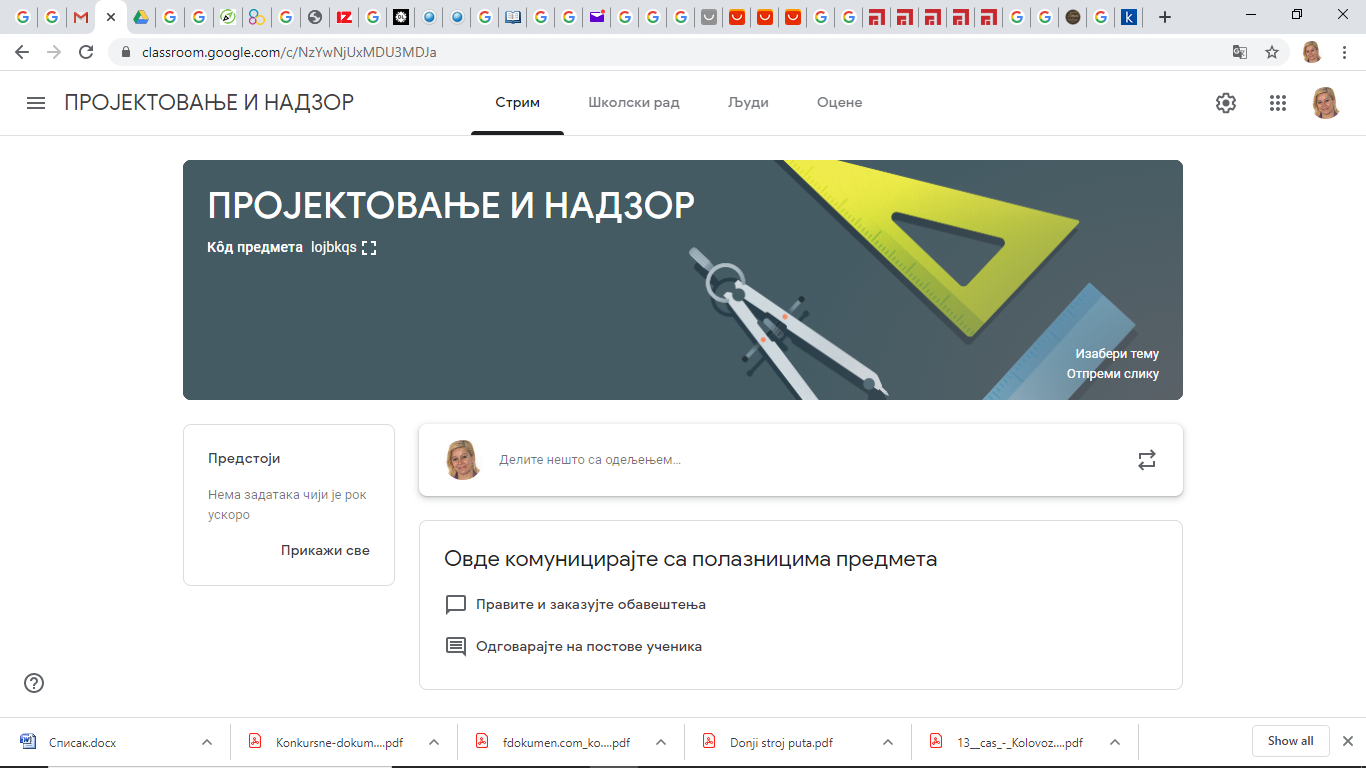 classroom.google.com/c/NzYwNjUxMDU3MDJa
ПРОЈЕКТОВАЊЕ И НАДЗОР
Стрим
Школски рад
Људи
Оцене
ПРОЈЕКТОВАЊЕ И НАДЗОР
Кôд предмета lojbkqs
Изабери тему
Отпреми слику
Предстоји
Нема задатака чији је рок
ускоро
Прикажи све
Делите нешто са одељењем…
Овде комуницирајте са полазницима предмета
Правите и заказујте обавештења
Одговарајте на постове ученика
Списак.docx
Konkursne-dokum....pdf
fdokumen.com_ko....pdf
Donji stroj puta.pdf
13__cas_-_Kolovoz....pdf
Show all